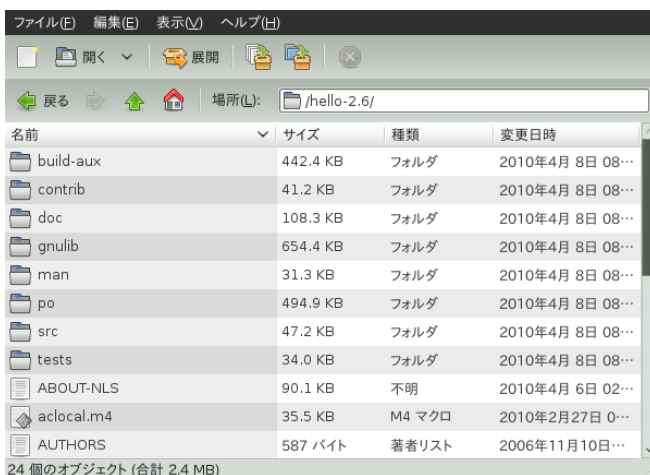 ファイル(F) 編集(E) 表示(V) ヘルプ(H)
開く 展開
戻る 場所(L): /hello-2.6/
名前 サイズ 種類 変更日時
build-aux 442.4 KB フォルダ 2010年4月 8日 08…
contrib 41.2 KB フォルダ 2010年4月 8日 08…
doc 108.3 KB フォルダ 2010年4月 8日 08…
gnulib 654.4 KB フォルダ 2010年4月 8日 08…
man 31.3 KB フォルダ 2010年4月 8日 08…
po 494.9 KB フォルダ 2010年4月 8日 08…
src 47.2 KB フォルダ 2010年4月 8日 08…
tests 34.0 KB フォルダ 2010年4月 8日 08…
ABOUT-NLS 90.1 KB 不明 2010年4月 6日 02…
aclocal.m4 35.5 KB M4 マクロ 2010年2月27日 0…
AUTHORS 587 バイト 著者リスト 2006年11月10日…
24 個のオブジェクト (合計 2.4 MB)